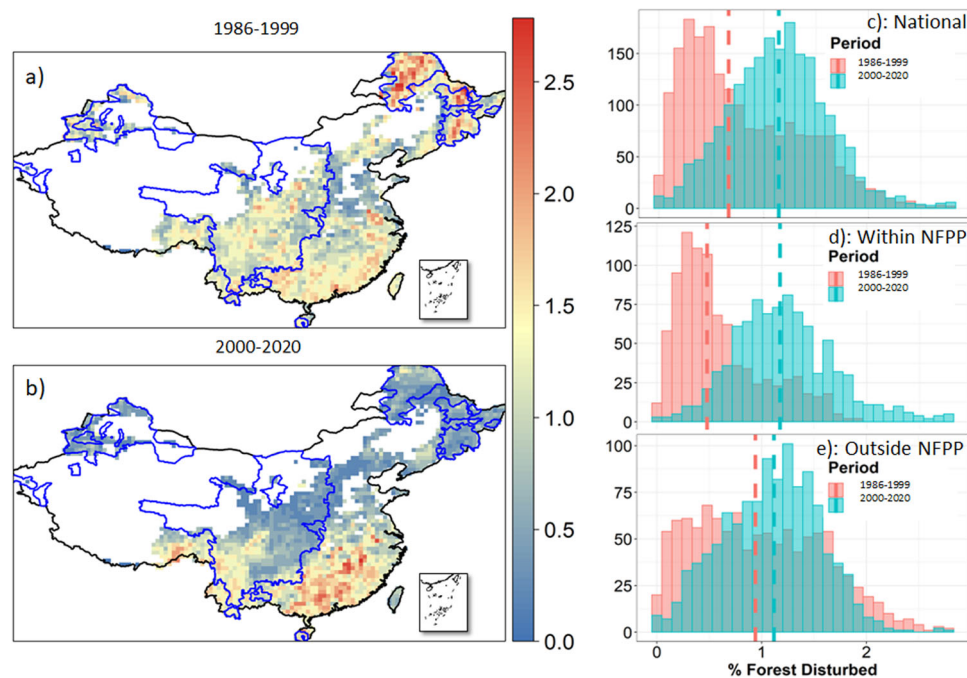 1986-1999
a)
2000-2020
b)
2.5
2.0
1.5
1.0
0.5
0.0
c): National
Period
1986-1999
2000-2020
150
100
50
0
d): Within NFPP
Period
1986-1999
2000-2020
125
100
75
50
25
0
e): Outside NFPP
Period
1986-1999
2000-2020
100
75
50
25
0
0 1 2
% Forest Disturbed